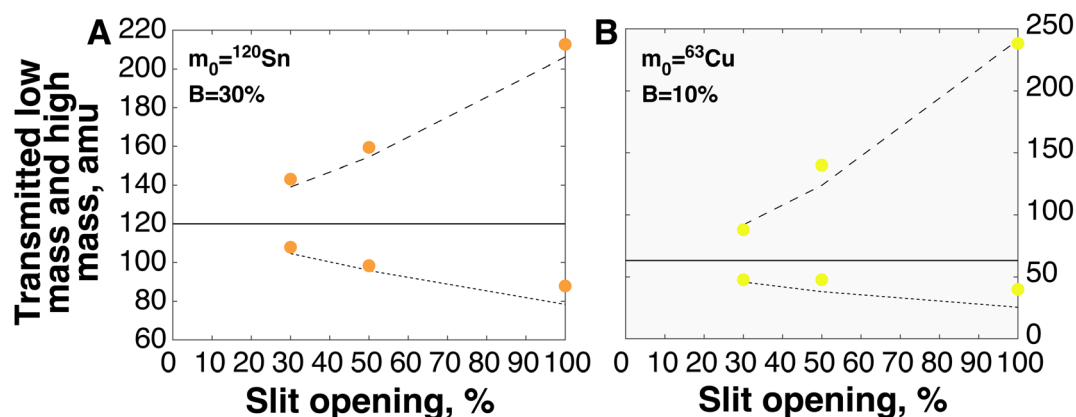 A
m0=120Sn
B=30%
Transmitted low
mass and high
mass, amu
220
200
180
160
140
120
100
80
60
0 10 20 30 40 50 60 70 80 90 100
Slit opening, %
B
m0=63Cu
B=10%
250
200
150
100
50
0
0 10 20 30 40 50 60 70 80 90 100
Slit opening, %